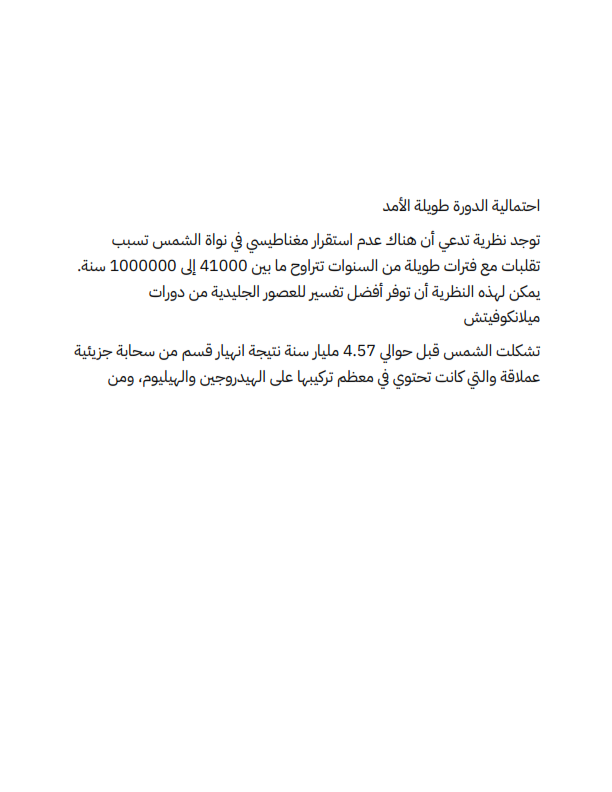 احتمالية الدورة طويلة الأمد
توجد نظرية تدعي أن هناك عدم استقرار مغناطيسي في نواة الشمس تسبب
تقلبات مع فترات طويلة من السنوات تتراوح ما بين 41000 إلى 1000000 سنة.
يمكن لهذه النظرية أن توفر أفضل تفسير للعصور الجليدية من دورات
ميلانكوفيتش
تشكلت الشمس قبل حوالي 4.57 مليار سنة نتيجة انهيار قسم من سحابة جزيئية
عملاقة والتي كانت تحتوي في معظم تركيبها على الهيدروجين والهيليوم، ومن